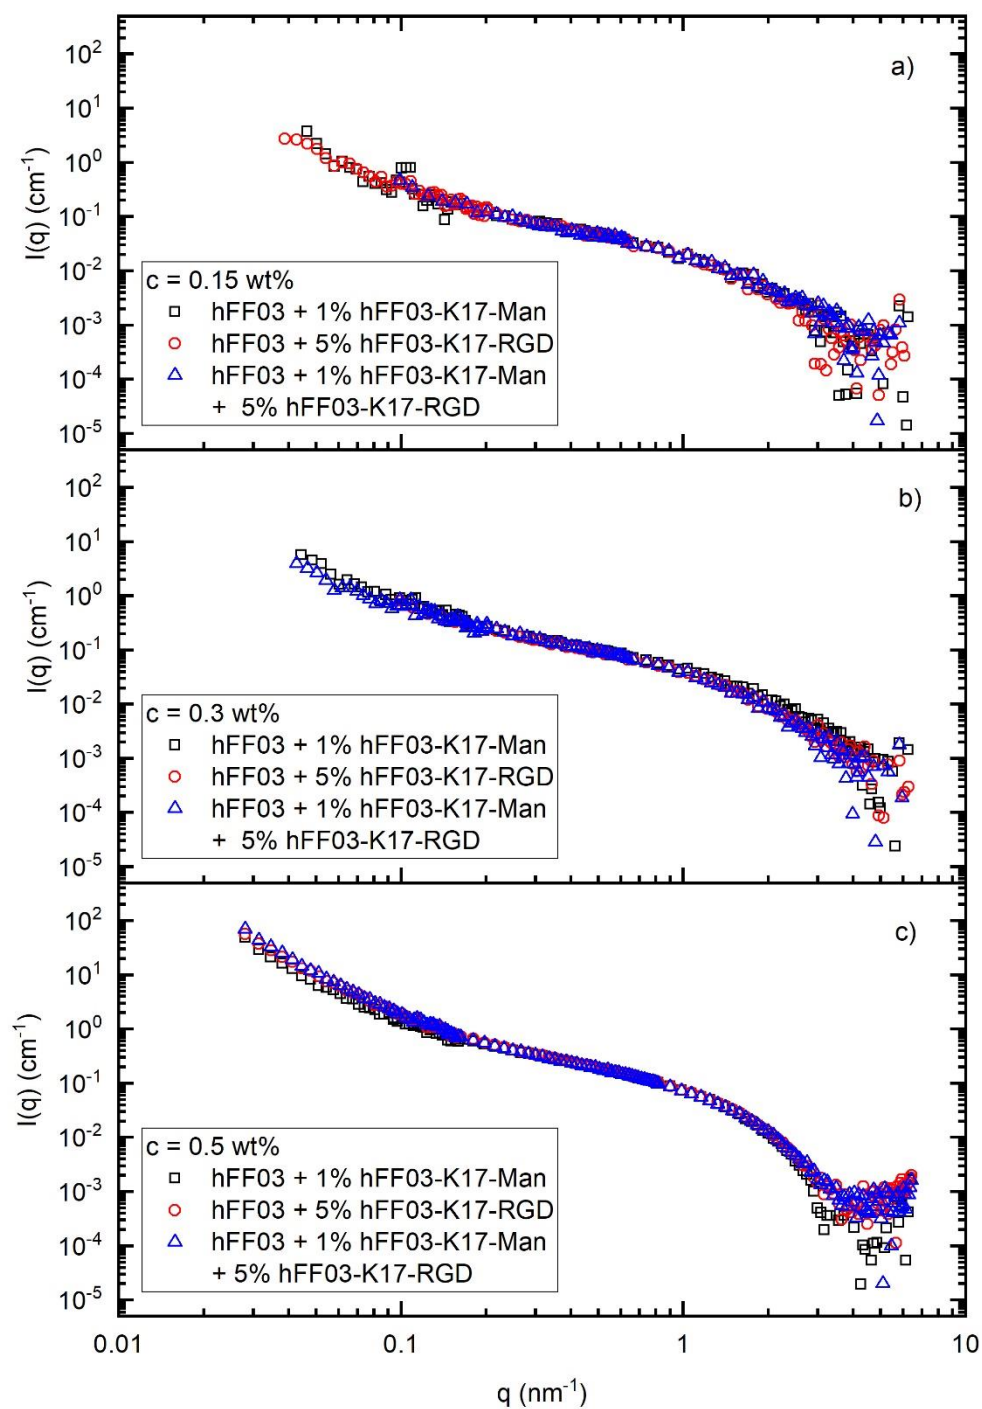 10²
10¹
10⁰
10⁻¹
10⁻²
10⁻³
10⁻⁴
10⁻⁵
I(q) (cm⁻¹)
a)
c = 0.15 wt%
hFF03 + 1% hFF03-K17-Man
hFF03 + 5% hFF03-K17-RGD
hFF03 + 1% hFF03-K17-Man
+ 5% hFF03-K17-RGD
10²
10¹
10⁰
10⁻¹
10⁻²
10⁻³
10⁻⁴
10⁻⁵
I(q) (cm⁻¹)
b)
c = 0.3 wt%
hFF03 + 1% hFF03-K17-Man
hFF03 + 5% hFF03-K17-RGD
hFF03 + 1% hFF03-K17-Man
+ 5% hFF03-K17-RGD
10²
10¹
10⁰
10⁻¹
10⁻²
10⁻³
10⁻⁴
10⁻⁵
I(q) (cm⁻¹)
c)
c = 0.5 wt%
hFF03 + 1% hFF03-K17-Man
hFF03 + 5% hFF03-K17-RGD
hFF03 + 1% hFF03-K17-Man
+ 5% hFF03-K17-RGD
0.01 0.1 1 10
q (nm⁻¹)